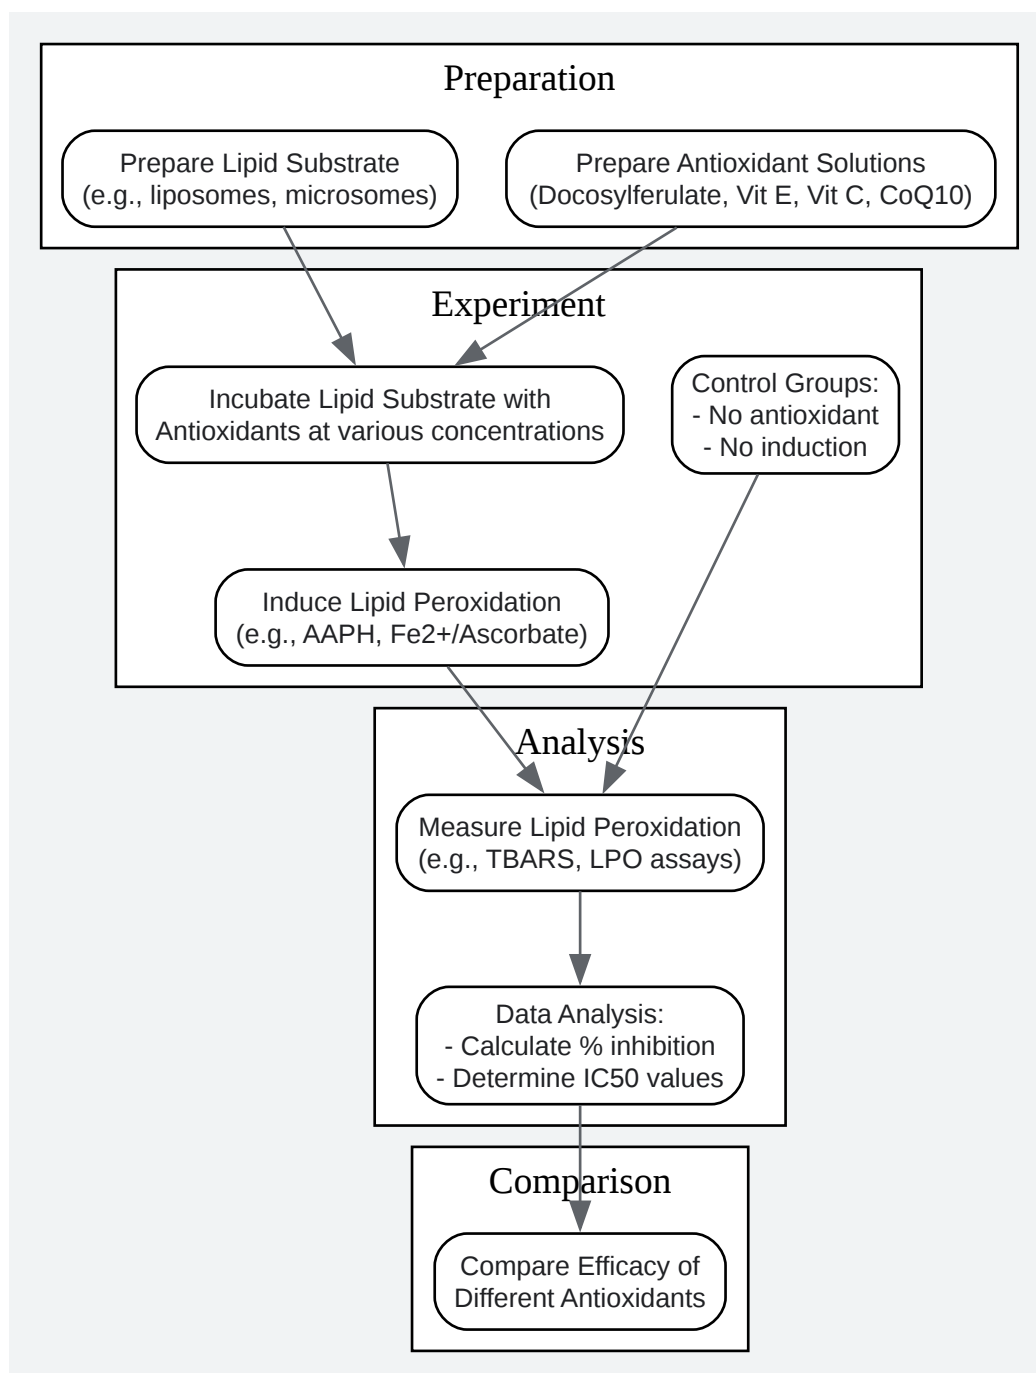 Preparation
Prepare Lipid Substrate
(e.g., liposomes, microsomes)
Prepare Antioxidant Solutions
(Docosylferulate, Vit E, Vit C, CoQ10)
Experiment
Incubate Lipid Substrate with
Antioxidants at various concentrations
Control Groups:
- No antioxidant
- No induction
Induce Lipid Peroxidation
(e.g., AAPH, Fe2+/Ascorbate)
Analysis
Measure Lipid Peroxidation
(e.g., TBARS, LPO assays)
Data Analysis:
- Calculate % inhibition
- Determine IC50 values
Comparison
Compare Efficacy of
Different Antioxidants